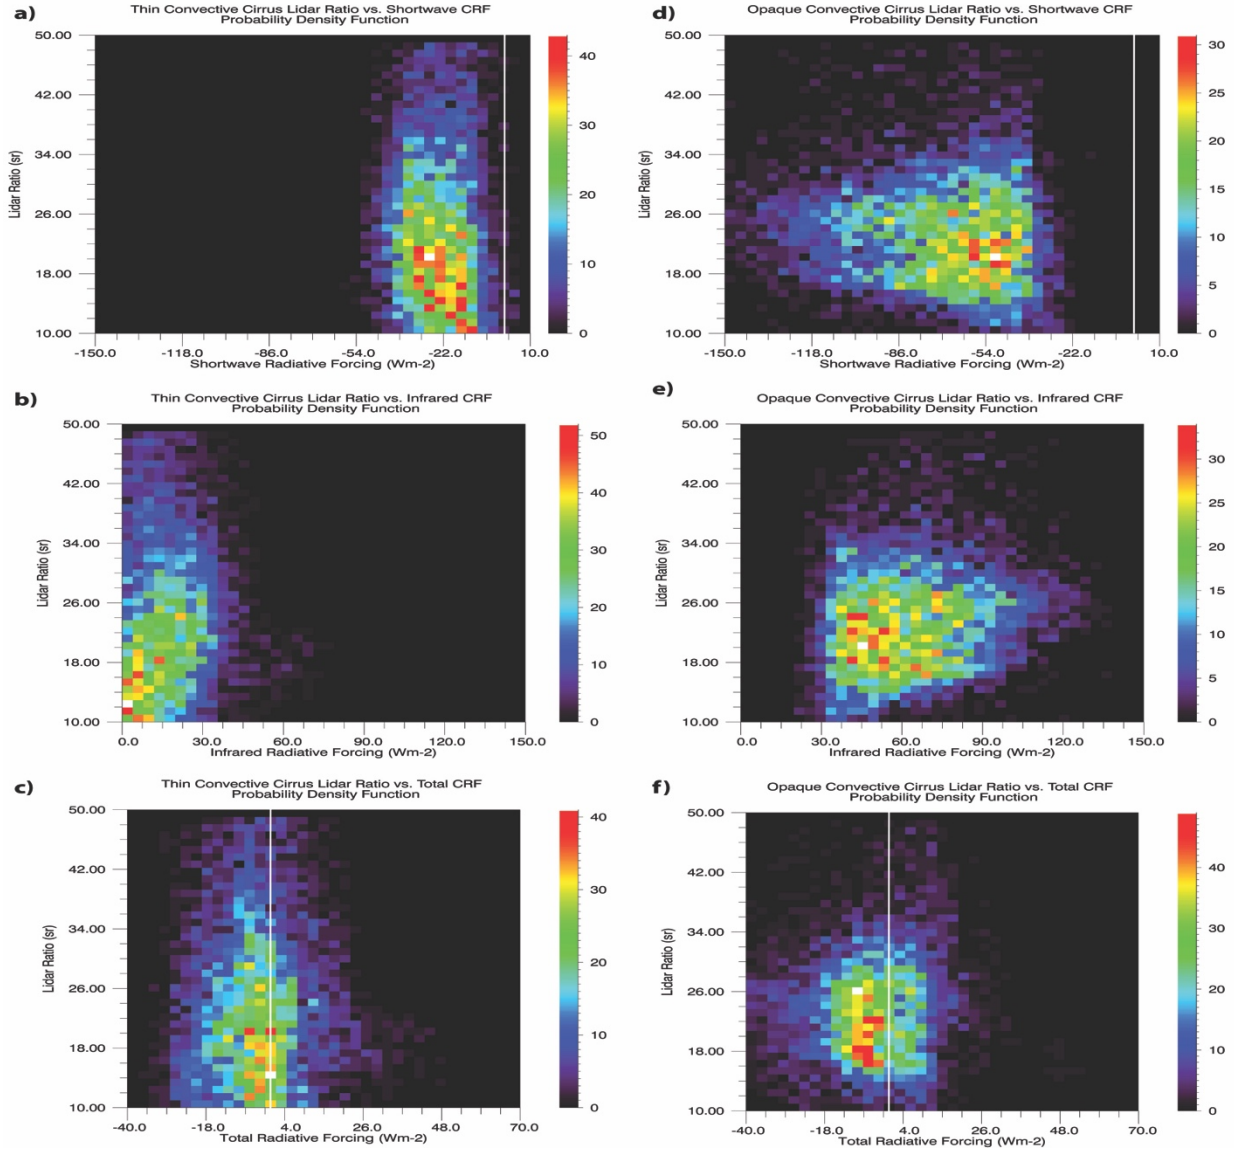 a)
Thin Convective Cirrus Lidar Ratio vs. Shortwave CRF
Probability Density Function
50.00
42.00
34.00
26.00
18.00
10.00
Lidar Ratio (sr)
-150.0 -118.0 -86.0 -54.0 -22.0 10.0
Shortwave Radiative Forcing (Wm-2)
40
30
20
10
0
d)
Opaque Convective Cirrus Lidar Ratio vs. Shortwave CRF
Probability Density Function
50.00
42.00
34.00
26.00
18.00
10.00
Lidar Ratio (sr)
-150.0 -118.0 -86.0 -54.0 -22.0 10.0
Shortwave Radiative Forcing (Wm-2)
30
25
20
15
10
5
0
b)
Thin Convective Cirrus Lidar Ratio vs. Infrared CRF
Probability Density Function
50.00
42.00
34.00
26.00
18.00
10.00
Lidar Ratio (sr)
0.0 30.0 60.0 90.0 120.0 150.0
Infrared Radiative Forcing (Wm-2)
50
40
30
20
10
0
e)
Opaque Convective Cirrus Lidar Ratio vs. Infrared CRF
Probability Density Function
50.00
42.00
34.00
26.00
18.00
10.00
Lidar Ratio (sr)
0.0 30.0 60.0 90.0 120.0 150.0
Infrared Radiative Forcing (Wm-2)
30
25
20
15
10
5
0
c)
Thin Convective Cirrus Lidar Ratio vs. Total CRF
Probability Density Function
50.00
42.00
34.00
26.00
18.00
10.00
Lidar Ratio (sr)
-40.0 -18.0 4.0 26.0 48.0 70.0
Total Radiative Forcing (Wm-2)
40
30
20
10
0
f)
Opaque Convective Cirrus Lidar Ratio vs. Total CRF
Probability Density Function
50.00
42.00
34.00
26.00
18.00
10.00
Lidar Ratio (sr)
-40.0 -18.0 4.0 26.0 48.0 70.0
Total Radiative Forcing (Wm-2)
40
30
20
10
0